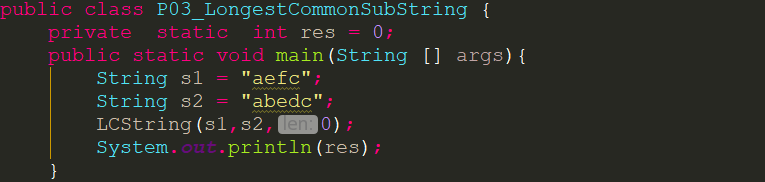 public class P03_LongestCommonSubString {
private static int res = 0;
public static void main(String [] args){
String s1 = "aefc";
String s2 = "abedc";
LCString(s1,s2, len: 0);
System.out.println(res);
}